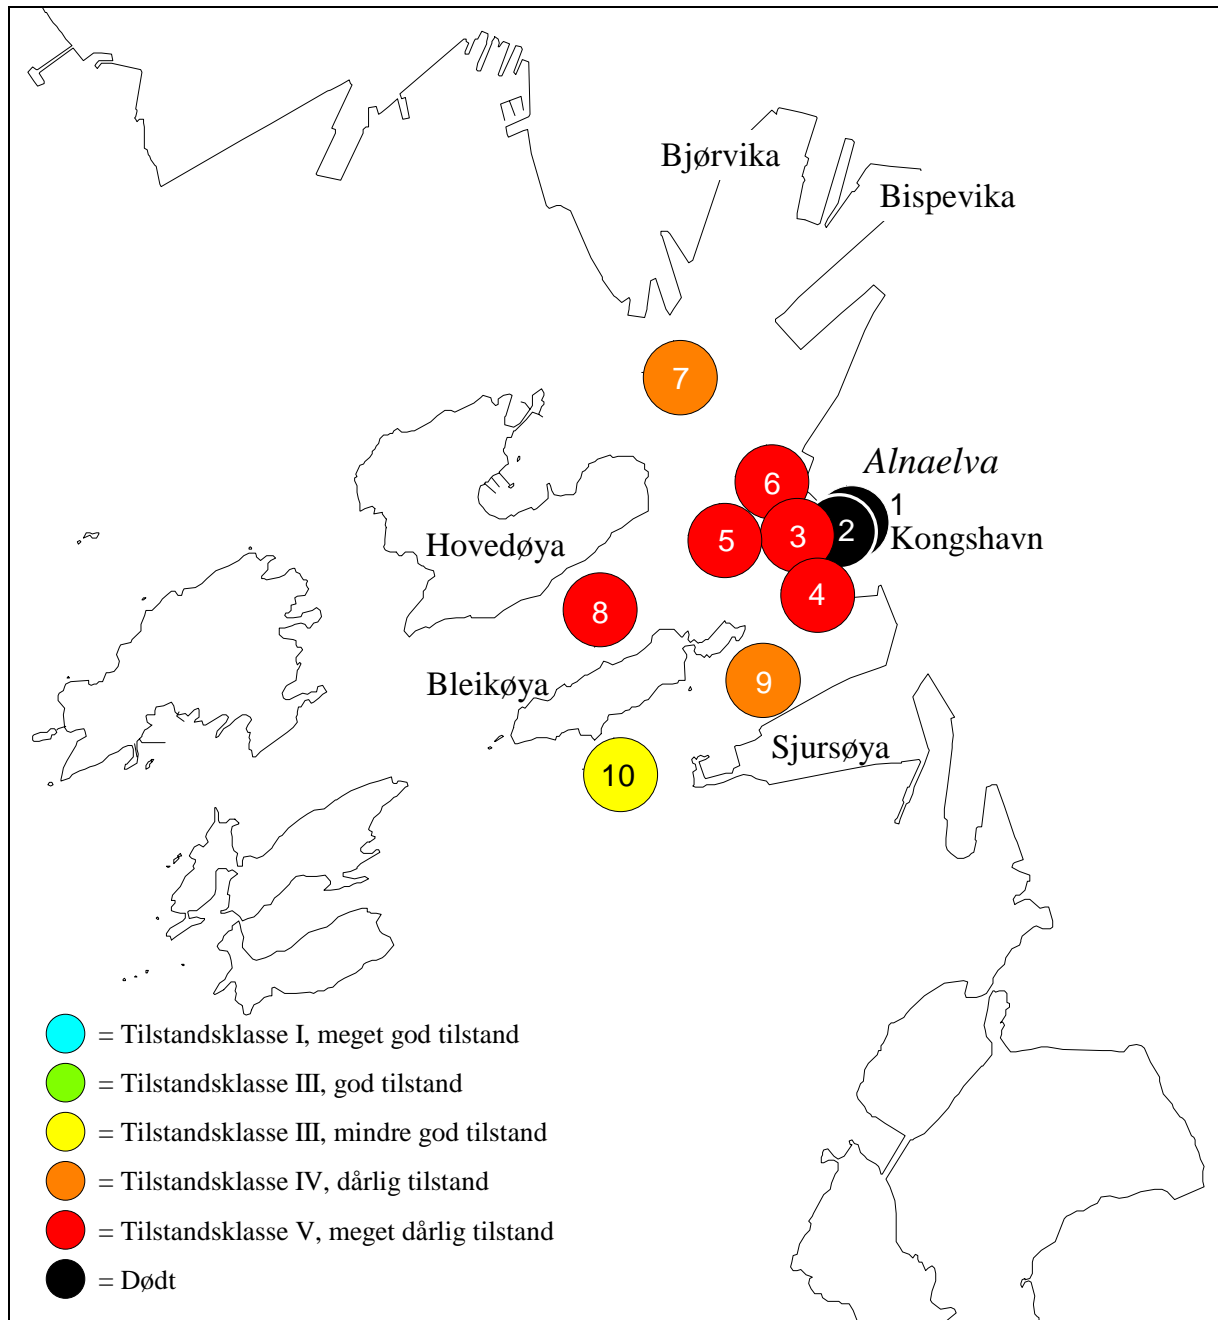 Bjørvika
Bispevika
7
Alnaelva
6
1
2
3
5
Kongshavn
Hovedøya
4
8
9
Bleikøya
Sjursøya
10
= Tilstandsklasse I, meget god tilstand
= Tilstandsklasse III, god tilstand
= Tilstandsklasse III, mindre god tilstand
= Tilstandsklasse IV, dårlig tilstand
= Tilstandsklasse V, meget dårlig tilstand
= Dødt